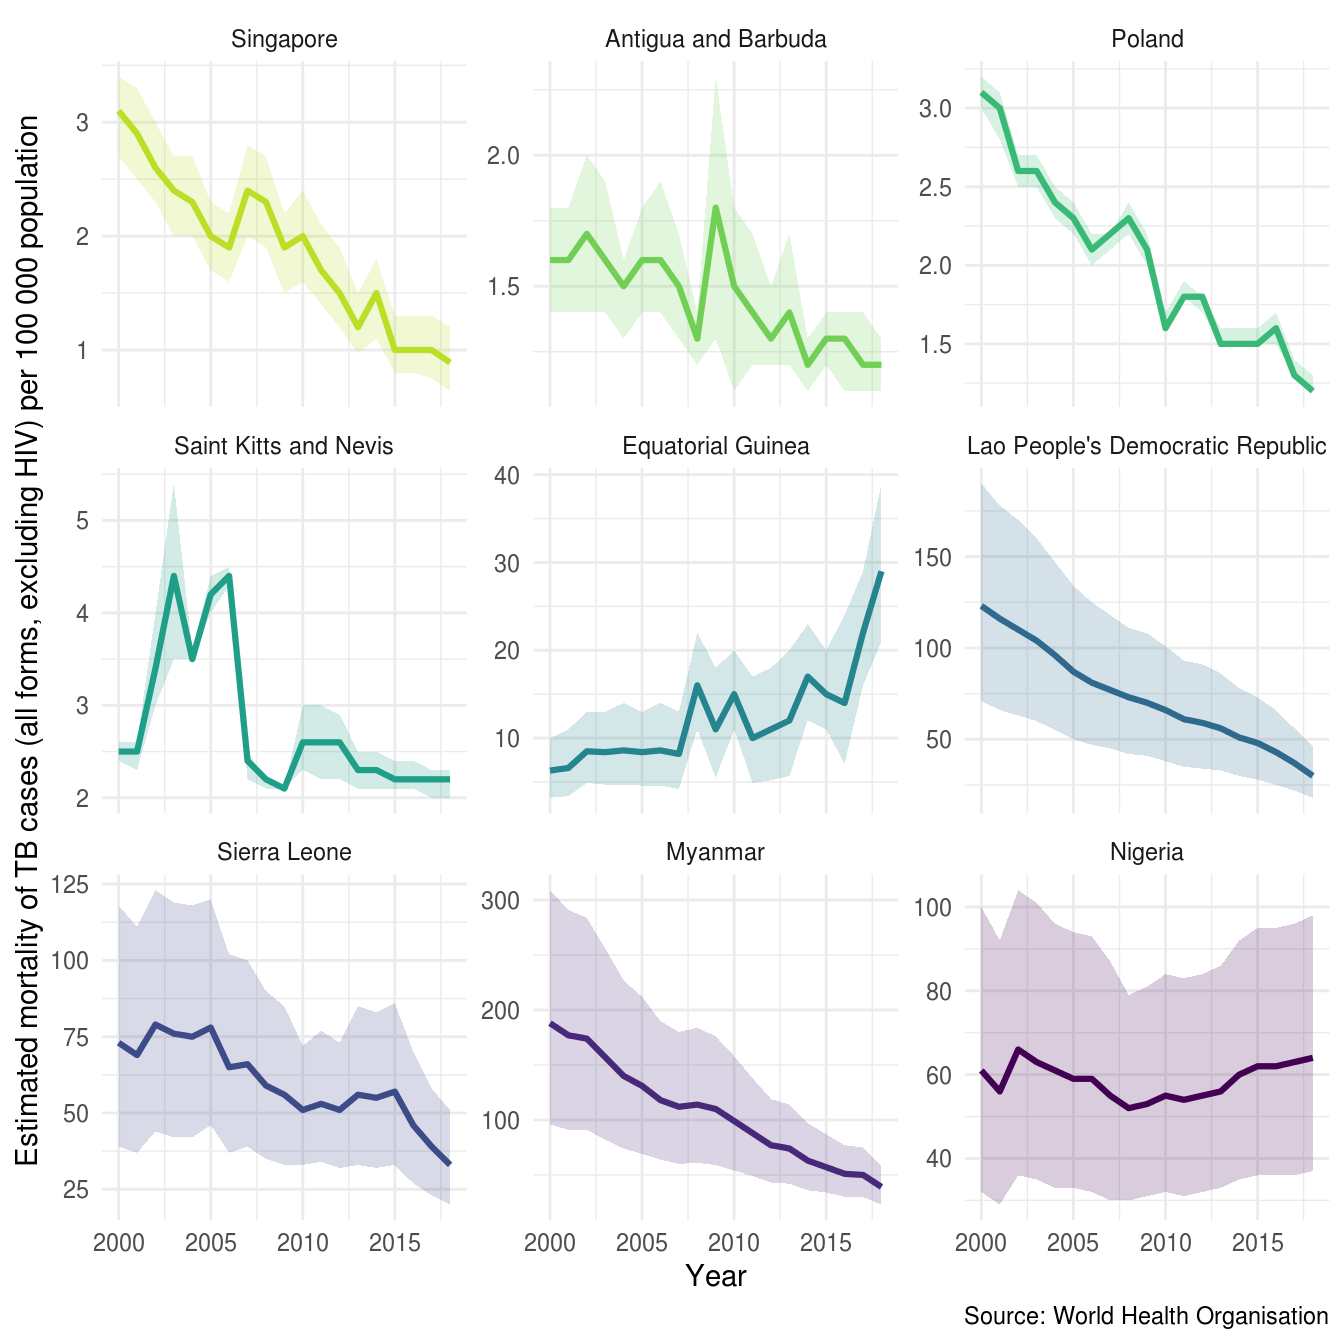 Estimated mortality of TB cases (all forms, excluding HIV) per 100 000 population
Singapore
3
2
1
Antigua and Barbuda
2.0
1.5
Poland
3.0
2.5
2.0
1.5
Saint Kitts and Nevis
5
4
3
2
Equatorial Guinea
40
30
20
10
Lao People's Democratic Republic
150
100
50
Sierra Leone
125
100
75
50
25
2000 2005 2010 2015
Myanmar
300
200
100
2000 2005 2010 2015
Nigeria
100
80
60
40
2000 2005 2010 2015
Year
Source: World Health Organisation